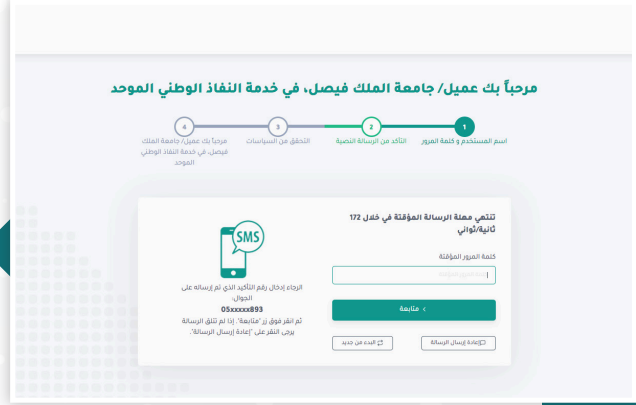 مرحباً بك عميل/ جامعة الملك فيصل، في خدمة النفاذ الوطني الموحد
1
2
3
4
اسم المستخدم و كلمة المرور
التأكد من الرسالة النصية
التحقق من السياسات
مرحباً بك عميل/ جامعة الملك
فيصل، في خدمة النفاذ الوطني
الموحد
تنتهي مهلة الرسالة المؤقتة في خلال 172
ثانية/ثواني
كلمة المرور المؤقتة
‹ متابعة
إعادة إرسال الرسالة
البدء من جديد
SMS
الرجاء إدخال رقم التأكيد الذي تم إرساله على
الجوال:
05xxxxx893
ثم انقر فوق زر "متابعة". إذا لم تتلق الرسالة
يرجى النقر على "إعادة إرسال الرسالة".